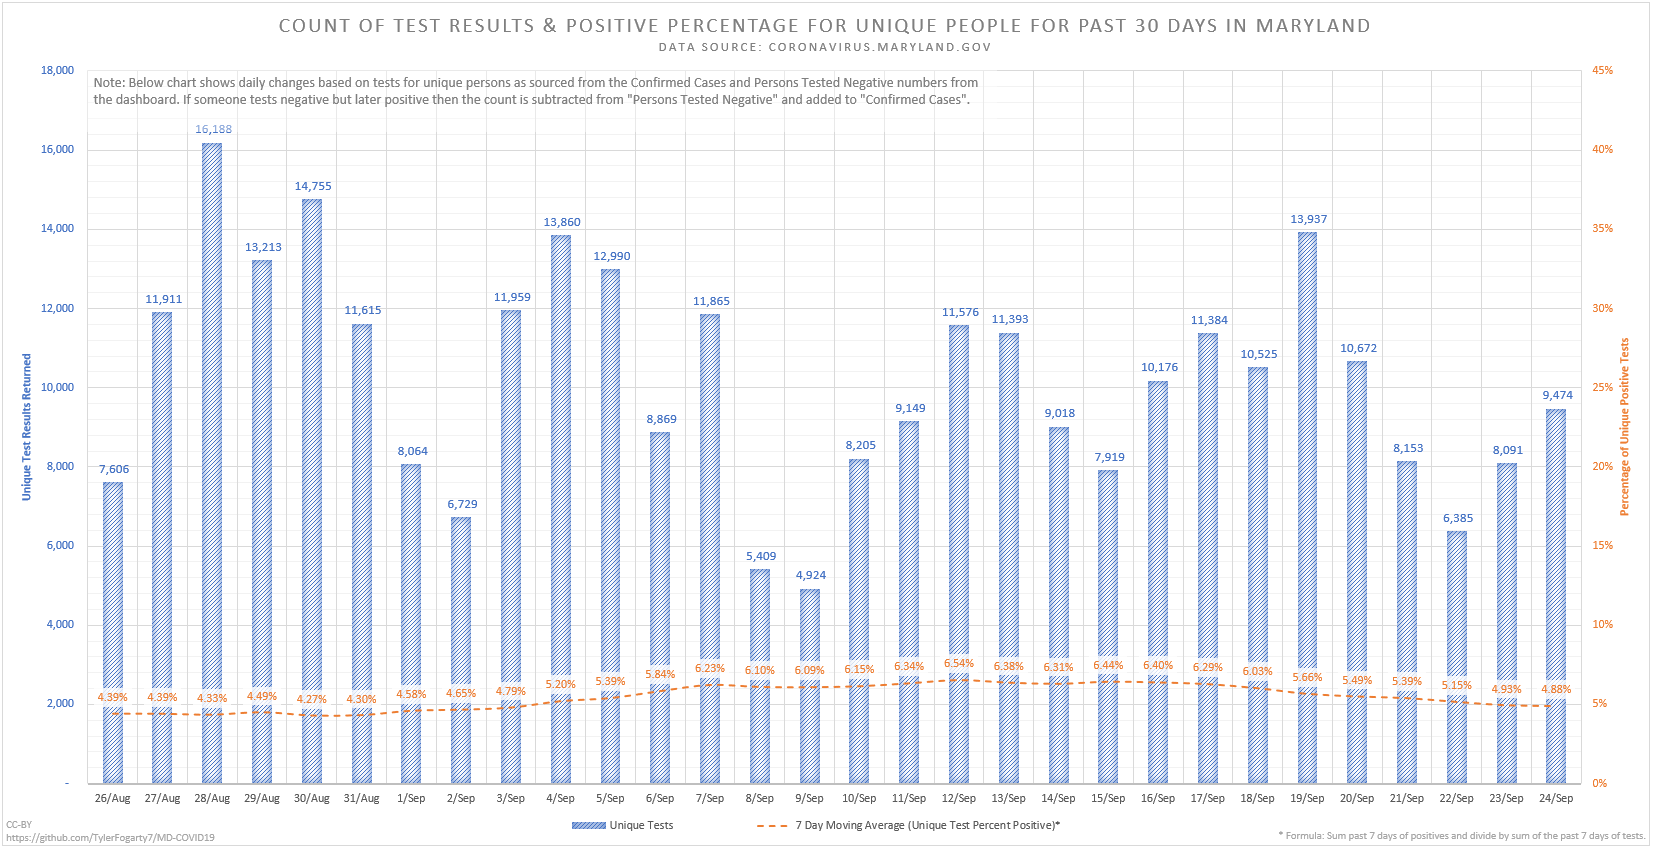 COUNT OF TEST RESULTS & POSITIVE PERCENTAGE FOR UNIQUE PEOPLE FOR PAST 30 DAYS IN MARYLAND
DATA SOURCE: CORONAVIRUS.MARYLAND.GOV
Note: Below chart shows daily changes based on tests for unique persons as sourced from the Confirmed Cases and Persons Tested Negative numbers from
the dashboard. If someone tests negative but later positive then the count is subtracted from "Persons Tested Negative" and added to "Confirmed Cases".
Unique Test Results Returned
18,000
16,000
14,000
12,000
10,000
8,000
6,000
4,000
2,000
-
7,606 11,911 16,188 13,213 14,755 11,615 8,064 6,729 11,959 13,860 12,990 8,869 11,865 5,409 4,924 8,205 9,149 11,576 11,393 9,018 7,919 10,176 11,384 10,525 13,937 10,672 8,153 6,385 8,091 9,474
4.39% 4.39% 4.33% 4.49% 4.27% 4.30% 4.58% 4.65% 4.79% 5.20% 5.39% 5.84% 6.23% 6.10% 6.09% 6.15% 6.34% 6.54% 6.38% 6.31% 6.44% 6.40% 6.29% 6.03% 5.66% 5.49% 5.39% 5.15% 4.93% 4.88%
45%
40%
35%
30%
25%
20%
15%
10%
5%
0%
Percentage of Unique Positive Tests
26/Aug 27/Aug 28/Aug 29/Aug 30/Aug 31/Aug 1/Sep 2/Sep 3/Sep 4/Sep 5/Sep 6/Sep 7/Sep 8/Sep 9/Sep 10/Sep 11/Sep 12/Sep 13/Sep 14/Sep 15/Sep 16/Sep 17/Sep 18/Sep 19/Sep 20/Sep 21/Sep 22/Sep 23/Sep 24/Sep
Unique Tests 7 Day Moving Average (Unique Test Percent Positive)*
CC-BY
https://github.com/TylerFogarty7/MD-COVID19
* Formula: Sum past 7 days of positives and divide by sum of the past 7 days of tests.